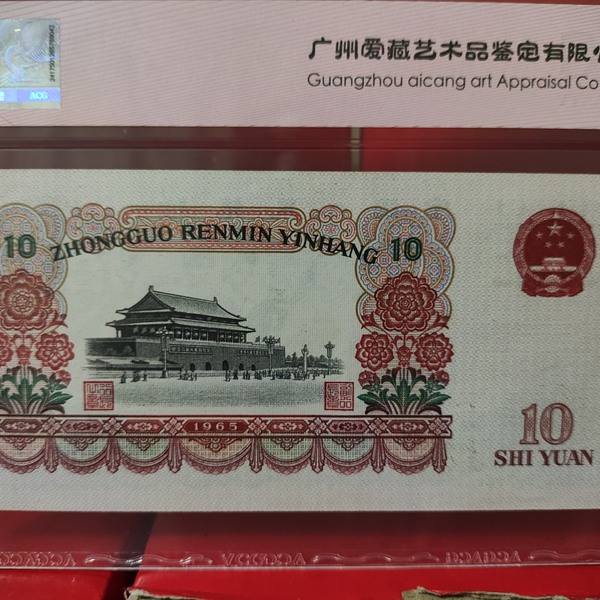 广州爱藏艺术品鉴定有限公
Guangzhou aicang art Appraisal Co
ACG
10 ZHONGGUO RENMIN YINHANG 10
1965
10
SHI YUAN